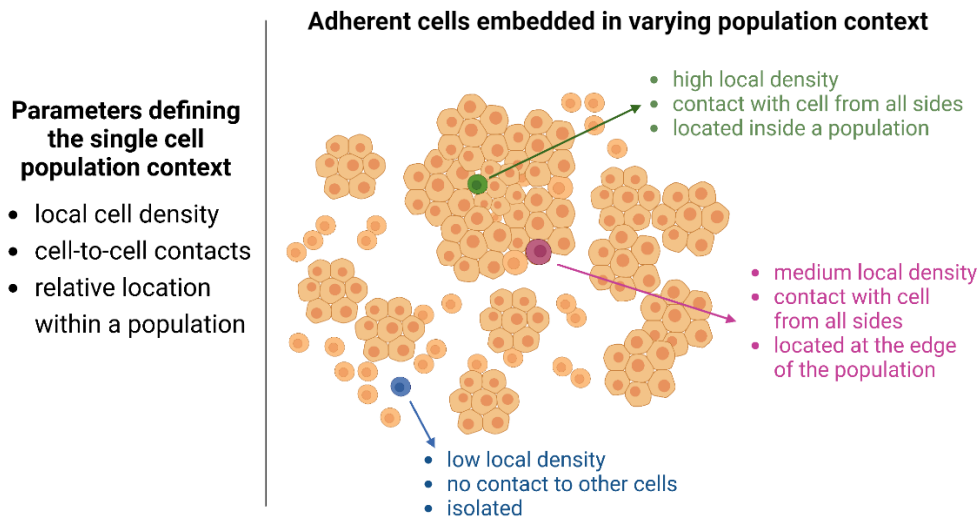 Adherent cells embedded in varying population context
Parameters defining
the single cell
population context
• local cell density
• cell-to-cell contacts
• relative location
within a population
• high local density
• contact with cell from all sides
• located inside a population
• medium local density
• contact with cell
from all sides
• located at the edge
of the population
• low local density
• no contact to other cells
• isolated